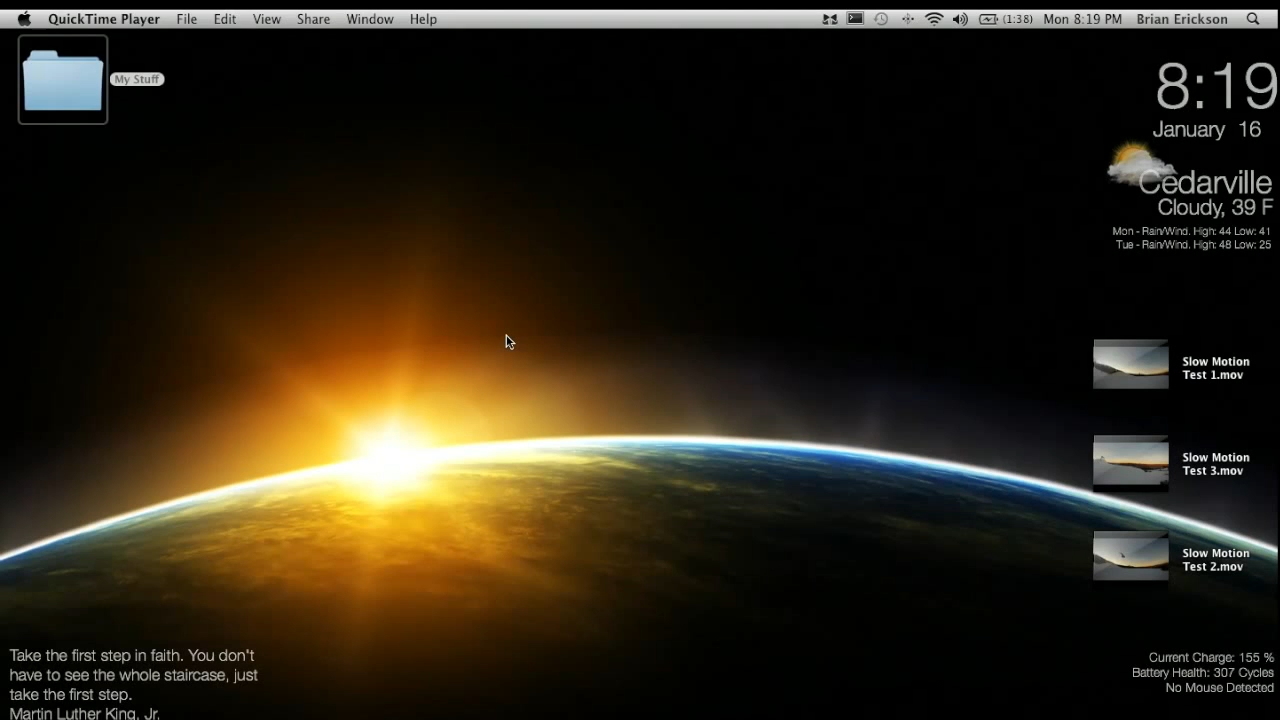 QuickTime Player File Edit View Share Window Help (1:38) Mon 8:19 PM Brian Erickson
My Stuff
8:19
January 16
Cedarville
Cloudy, 39 F
Mon - Rain/Wind. High: 44 Low: 41
Tue - Rain/Wind. High: 48 Low: 25
Slow Motion
Test 1.mov
Slow Motion
Test 3.mov
Slow Motion
Test 2.mov
Take the first step in faith. You don't
have to see the whole staircase, just
take the first step.
Martin Luther King, Jr.
Current Charge: 155 %
Battery Health: 307 Cycles
No Mouse Detected